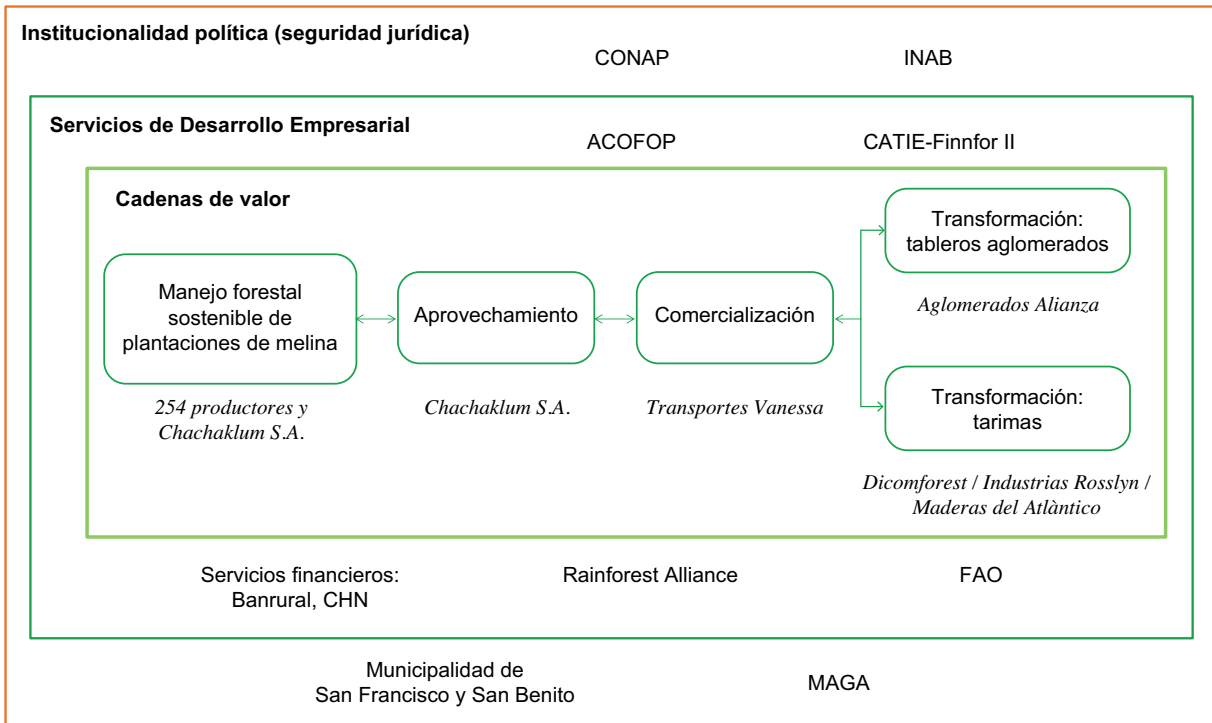 Institucionalidad política (seguridad jurídica)
CONAP
INAB
Servicios de Desarrollo Empresarial
ACOFOP
CATIE-Finnfor II
Cadenas de valor
Manejo forestal
sostenible de
plantaciones de melina
254 productores y
Chachaklum S.A.
Aprovechamiento
Chachaklum S.A.
Comercialización
Transportes Vanessa
Transformación:
tableros aglomerados
Aglomerados Alianza
Transformación:
tarimas
Dicomforest / Industrias Rosslyn /
Maderas del Atlàntico
Servicios financieros:
Banrural, CHN
Rainforest Alliance
FAO
Municipalidad de
San Francisco y San Benito
MAGA